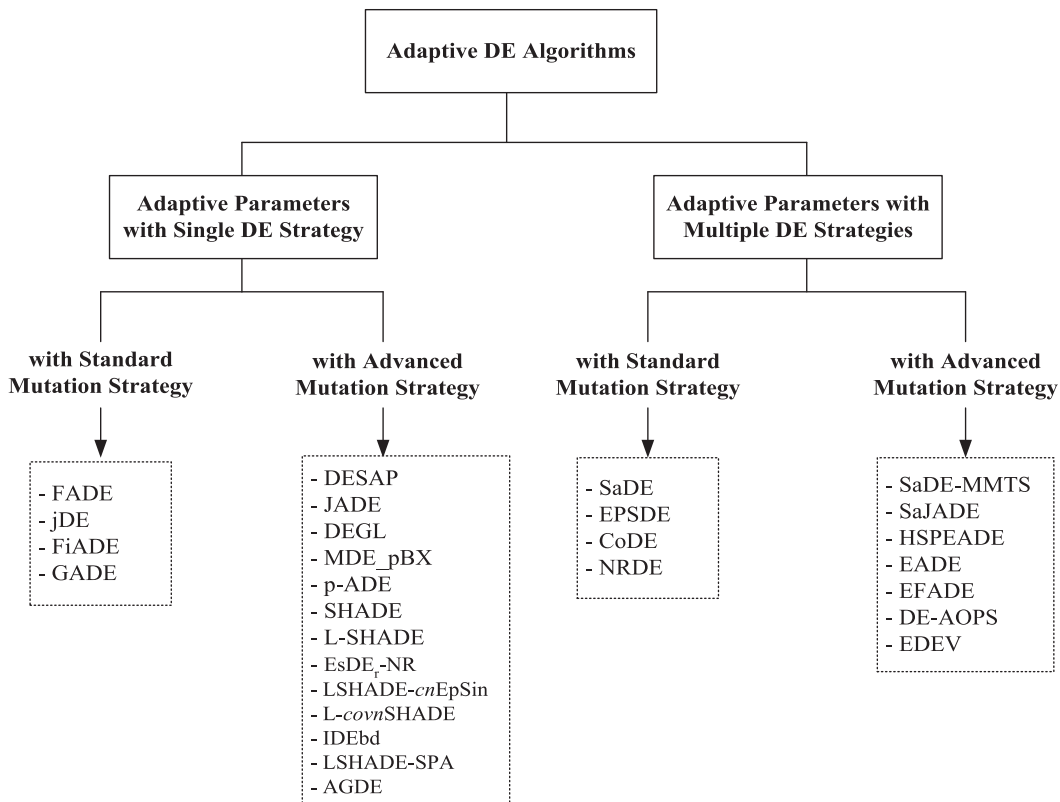 Adaptive DE Algorithms
Adaptive Parameters
with Single DE Strategy
Adaptive Parameters with
Multiple DE Strategies
with Standard
Mutation Strategy
with Advanced
Mutation Strategy
with Standard
Mutation Strategy
with Advanced
Mutation Strategy
- FADE
- jDE
- FiADE
- GADE
- DESAP
- JADE
- DEGL
- MDE_pBX
- p-ADE
- SHADE
- L-SHADE
- EsDEr-NR
- LSHADE-cnEpSin
- L-covnSHADE
- IDEbd
- LSHADE-SPA
- AGDE
- SaDE
- EPSDE
- CoDE
- NRDE
- SaDE-MMTS
- SaJADE
- HSPEADE
- EADE
- EFADE
- DE-AOPS
- EDEV